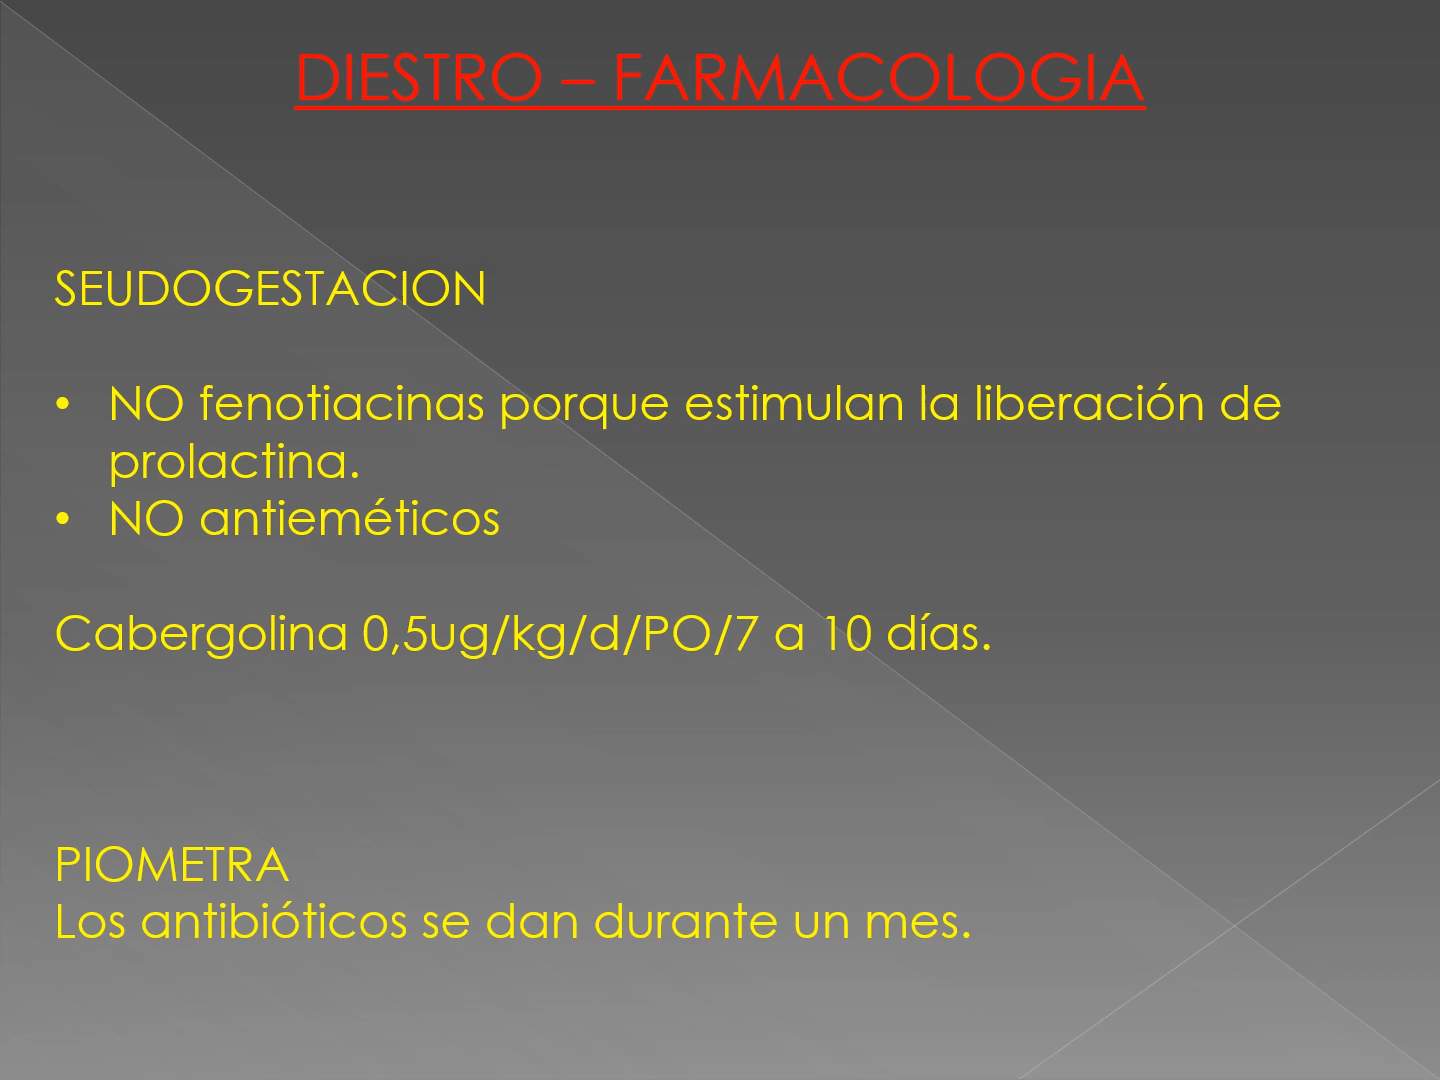 DIESTRO – FARMACOLOGIA
SEUDOGESTACION
• NO fenotiacinas porque estimulan la liberación de
prolactina.
• NO antieméticos
Cabergolina 0,5ug/kg/d/PO/7 a 10 días.
PIOMETRA
Los antibióticos se dan durante un mes.